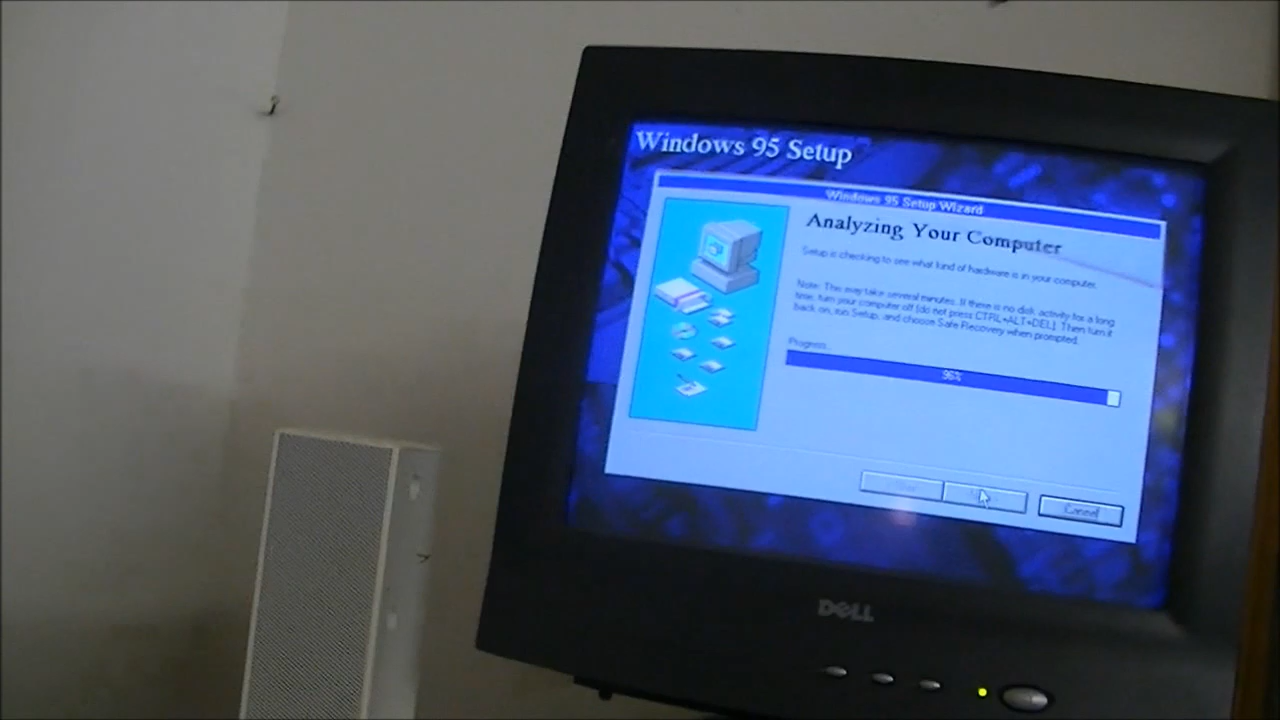 Windows 95 Setup
Windows 95 Setup Wizard
Analyzing Your Computer
Setup is checking to see what kind of hardware is in your computer.
Note: This may take several minutes. If there is no disk activity for a long
time, turn your computer off (do not press CTRL+ALT+DEL). Then turn it
back on, run Setup, and choose Safe Recovery when prompted.
Progress...
96%
Cancel
DELL